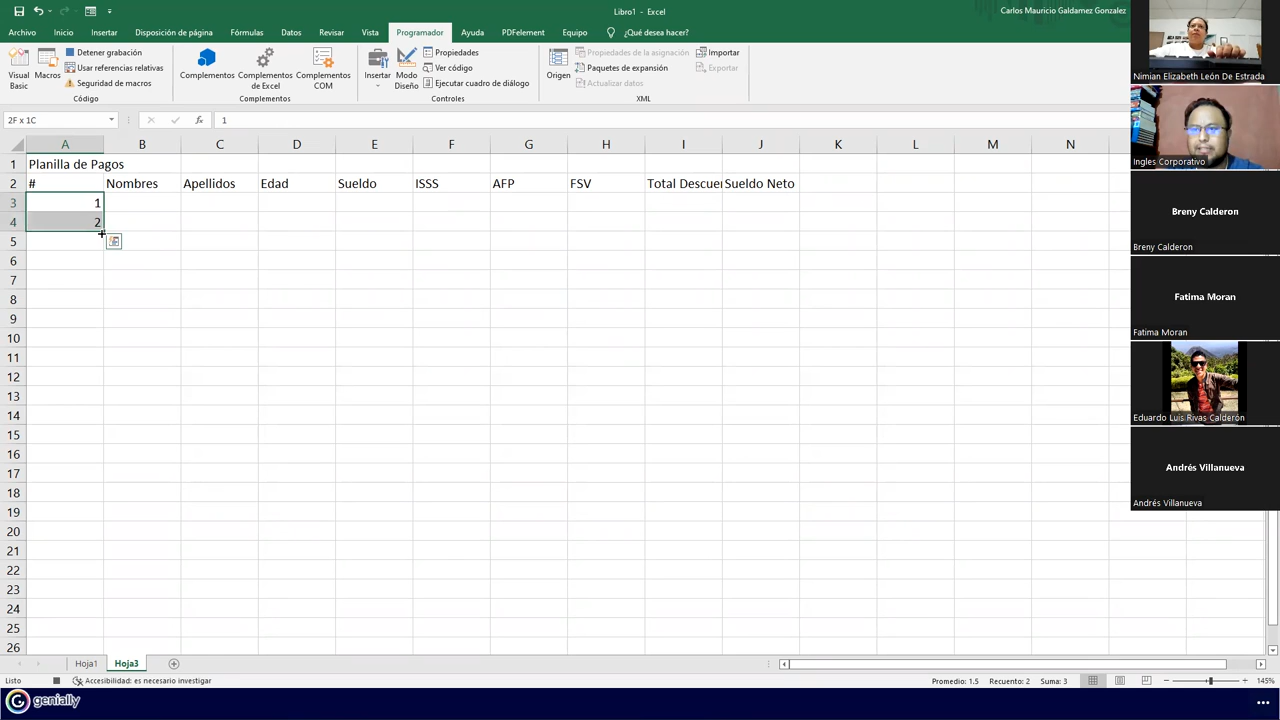 Libro1 - Excel
Carlos Mauricio Galdamez Gonzalez
Archivo Inicio Insertar Disposición de página Fórmulas Datos Revisar Vista Programador Ayuda PDFelement Equipo ¿Qué desea hacer?
Visual Basic
Macros
Detener grabación
Usar referencias relativas
Seguridad de macros
Código
Complementos
Complementos de Excel
Complementos COM
Complementos
Insertar
Modo Diseño
Propiedades
Ver código
Ejecutar cuadro de diálogo
Controles
Origen
Propiedades de la asignación
Paquetes de expansión
Actualizar datos
Importar
Exportar
XML
2F x 1C fx 1
A B C D E F G H I J K L M N
1 Planilla de Pagos
2 # Nombres Apellidos Edad Sueldo ISSS AFP FSV Total Descuer Sueldo Neto
3 1
4 2
5
6
7
8
9
10
11
12
13
14
15
16
17
18
19
20
21
22
23
24
25
26
Hoja1 Hoja3
Listo Accesibilidad: es necesario investigar Promedio: 1.5 Recuento: 2 Suma: 3 145%
genially
Nimian Elizabeth León De Estrada
Ingles Corporativo
Breny Calderon
Breny Calderon
Fatima Moran
Fatima Moran
Eduardo Luis Rivas Calderón
Andrés Villanueva
Andrés Villanueva